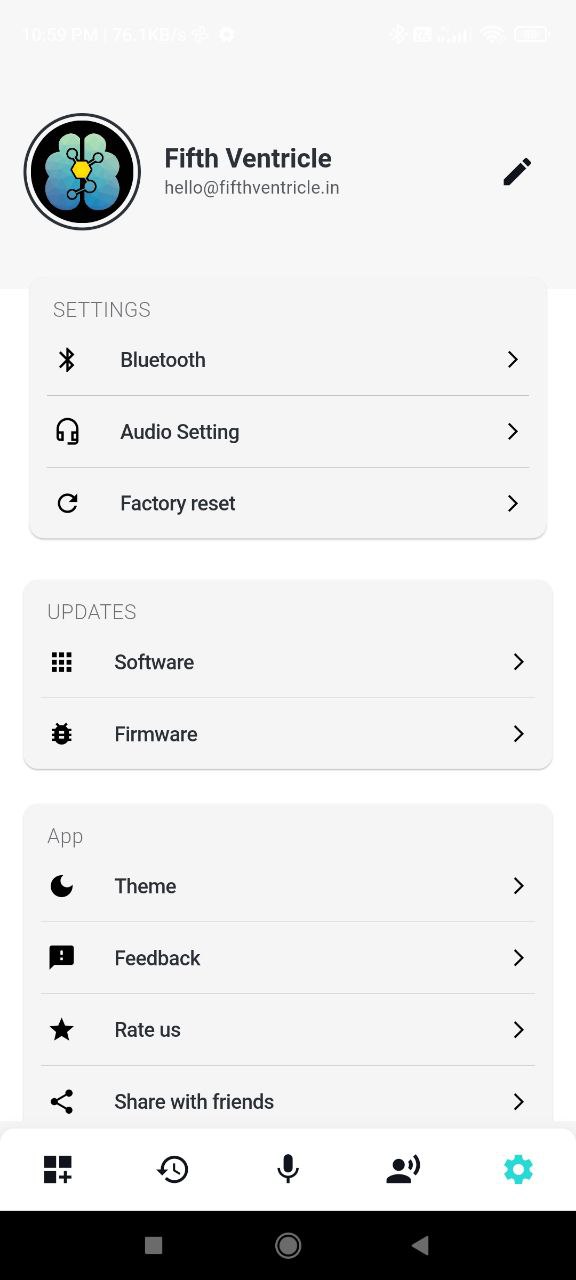 10:59 PM | 76.1KB/s
Fifth Ventricle
hello@fifthventricle.in
SETTINGS
Bluetooth
Audio Setting
Factory reset
UPDATES
Software
Firmware
App
Theme
Feedback
Rate us
Share with friends